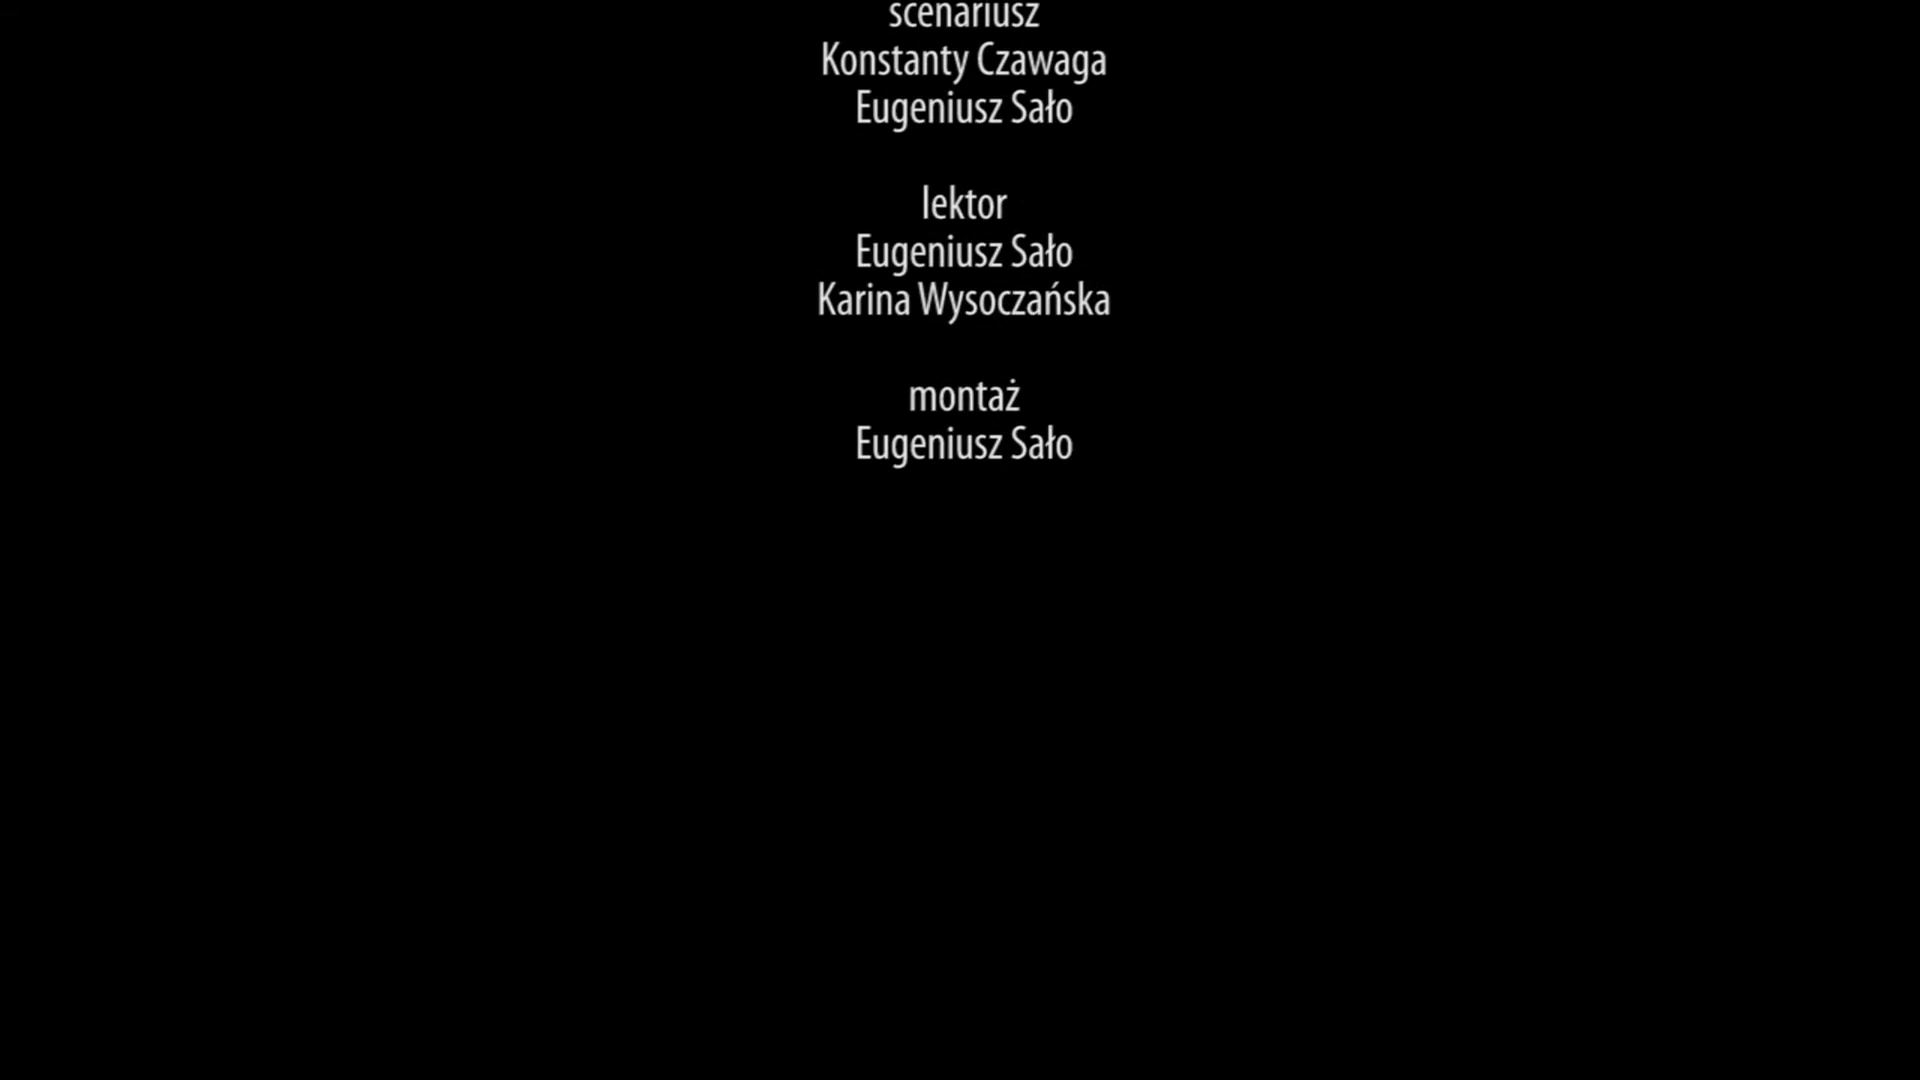 scenariusz
Konstanty Czawaga
Eugeniusz Sało
lektor
Eugeniusz Sało
Karina Wysoczańska
montaż
Eugeniusz Sało